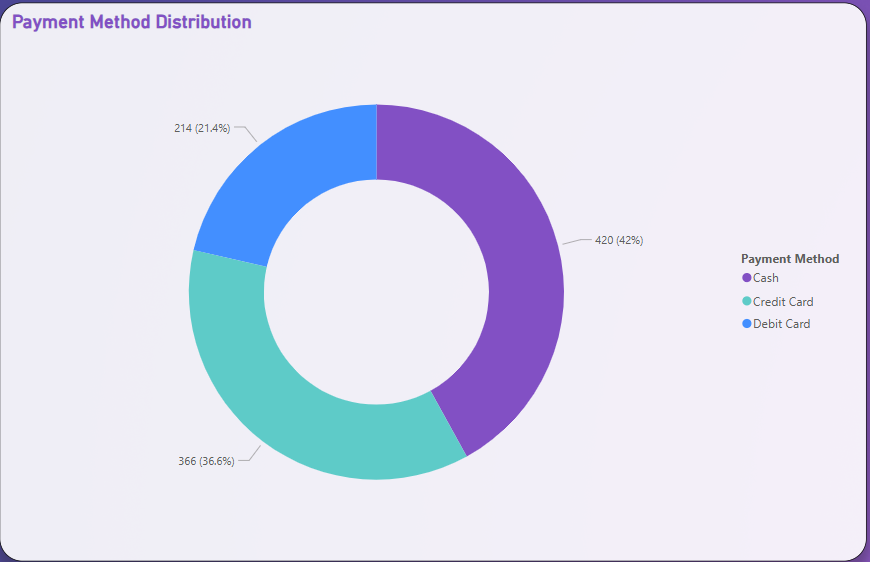 Payment Method Distribution
214 (21.4%)
420 (42%)
366 (36.6%)
Payment Method
Cash
Credit Card
Debit Card